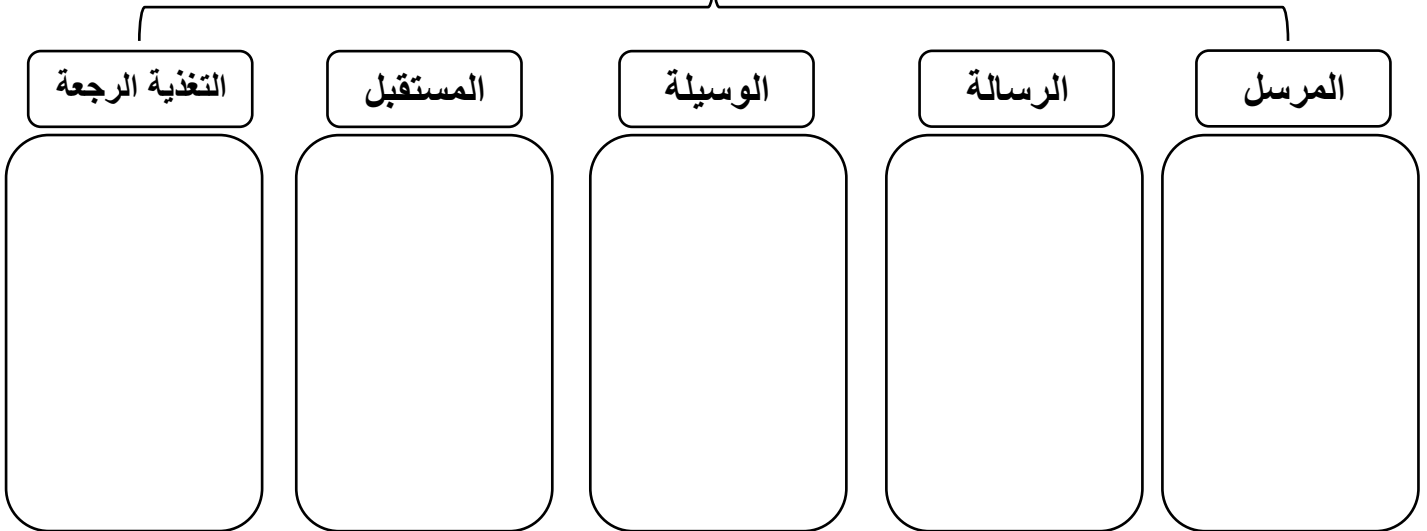 المرسل
الرسالة
الوسيلة
المستقبل
التغذية الرجعة